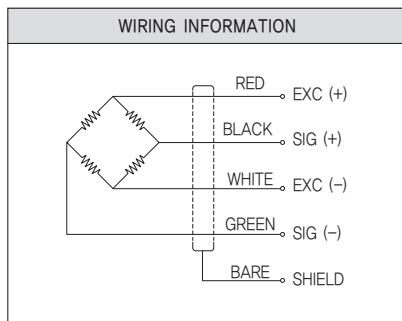 WIRING INFORMATION
RED EXC (+)
BLACK SIG (+)
WHITE EXC (-)
GREEN SIG (-)
BARE SHIELD